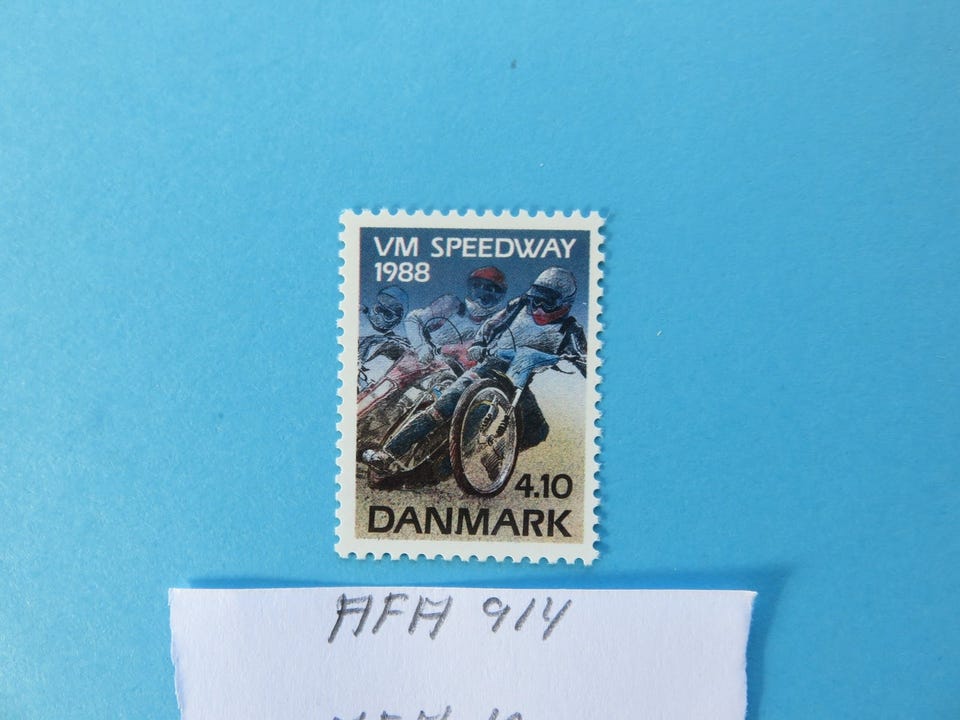 VM SPEEDWAY
1988
4.10
DANMARK
AFA 914